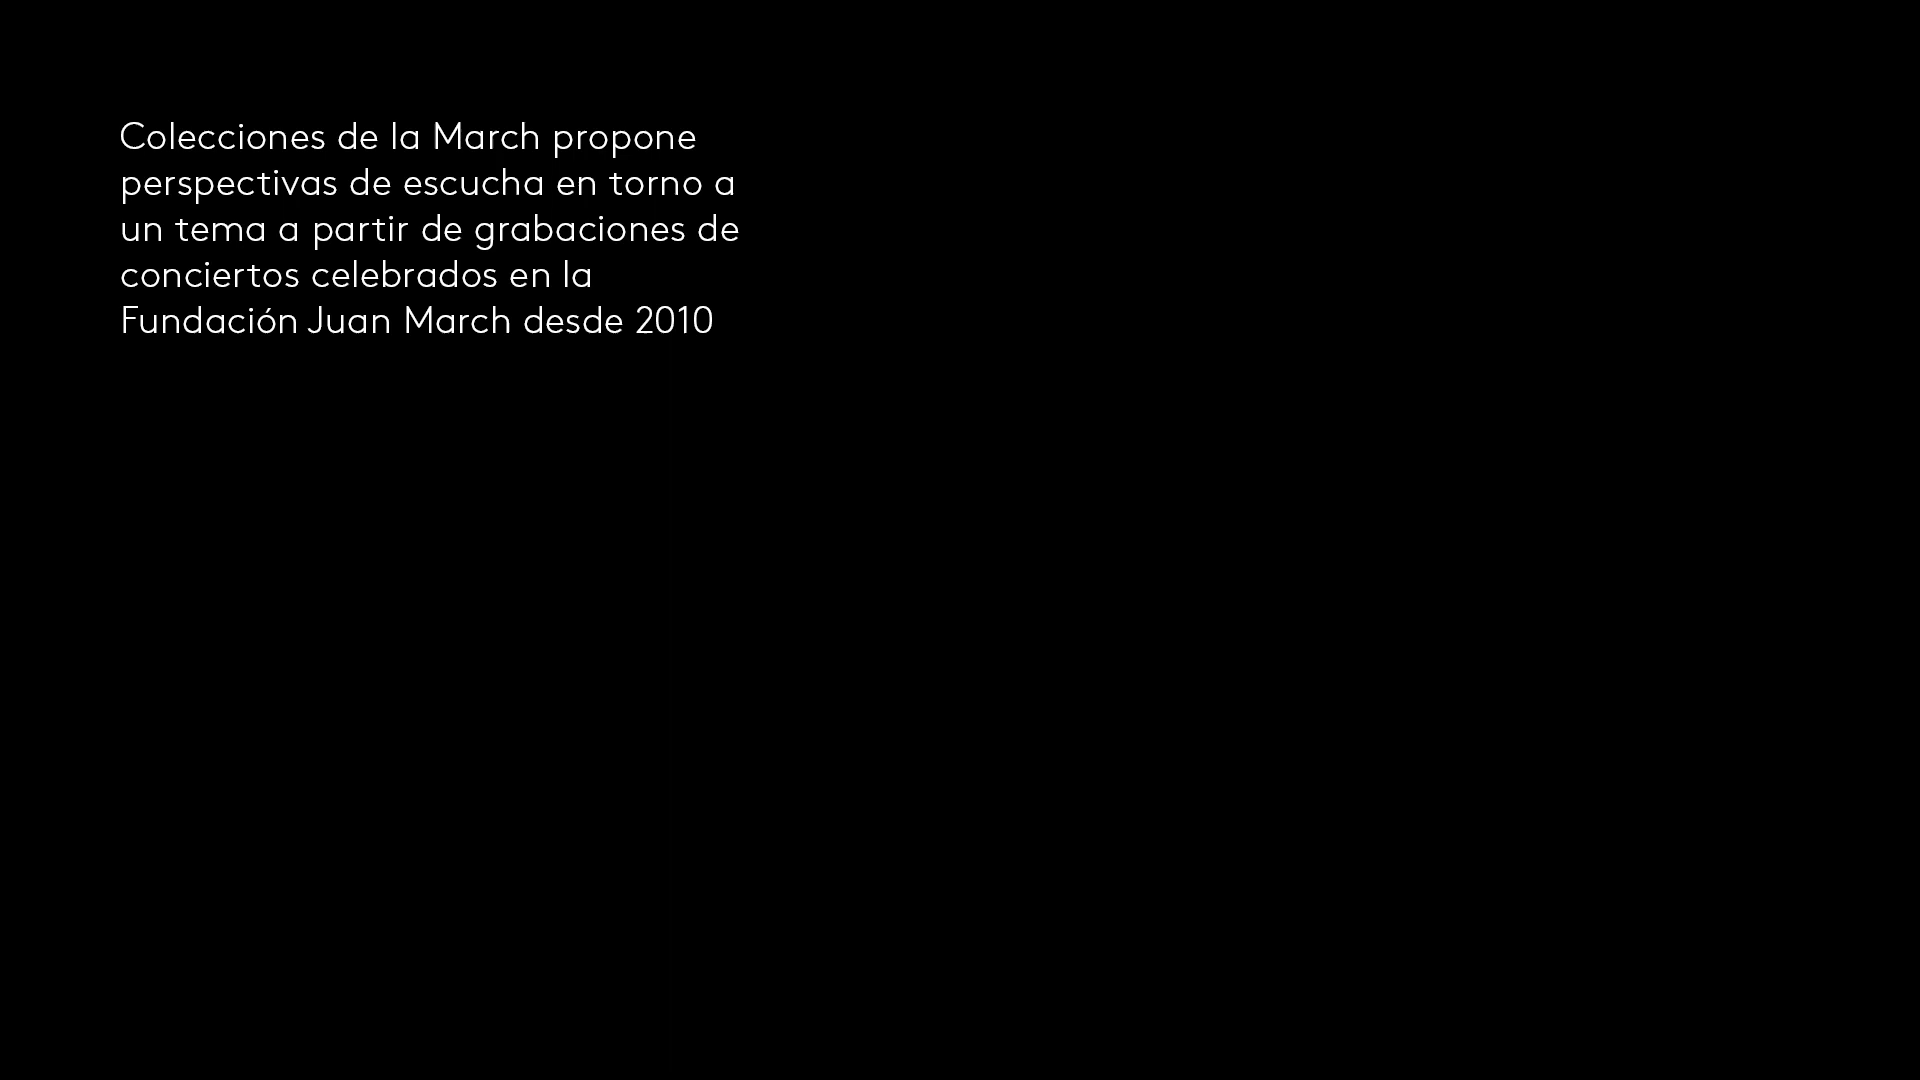 Colecciones de la March propone
perspectivas de escucha en torno a
un tema a partir de grabaciones de
conciertos celebrados en la
Fundación Juan March desde 2010